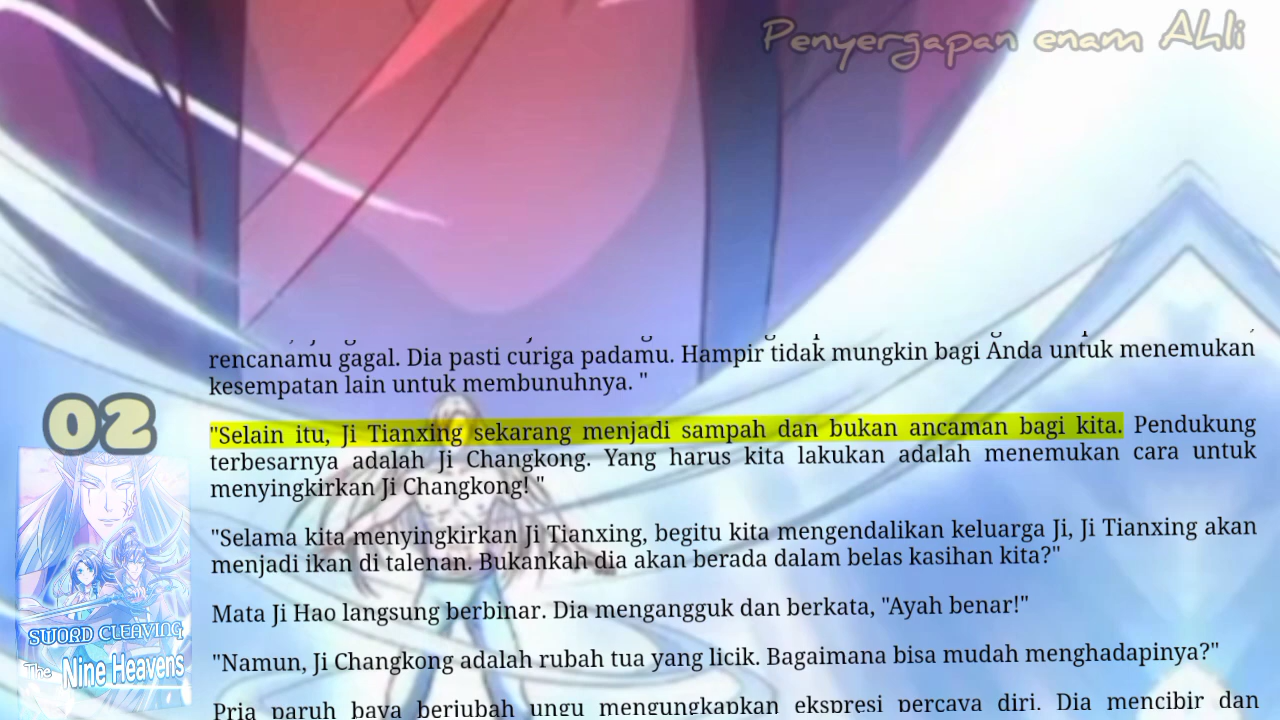 Penyergapan enam Ahli
rencanamu gagal. Dia pasti curiga padamu. Hampir tidak mungkin bagi Anda untuk menemukan
kesempatan lain untuk membunuhnya. "
02
"Selain itu, Ji Tianxing sekarang menjadi sampah dan bukan ancaman bagi kita. Pendukung
terbesarnya adalah Ji Changkong. Yang harus kita lakukan adalah menemukan cara untuk
menyingkirkan Ji Changkong! "
"Selama kita menyingkirkan Ji Tianxing, begitu kita mengendalikan keluarga Ji, Ji Tianxing akan
menjadi ikan di talenan. Bukankah dia akan berada dalam belas kasihan kita?"
Mata Ji Hao langsung berbinar. Dia mengangguk dan berkata, "Ayah benar!"
"Namun, Ji Changkong adalah rubah tua yang licik. Bagaimana bisa mudah menghadapinya?"
Pria paruh baya berjubah ungu mengungkapkan ekspresi percaya diri. Dia mencibir dan
SWORD CLEAVING
The Nine Heavens